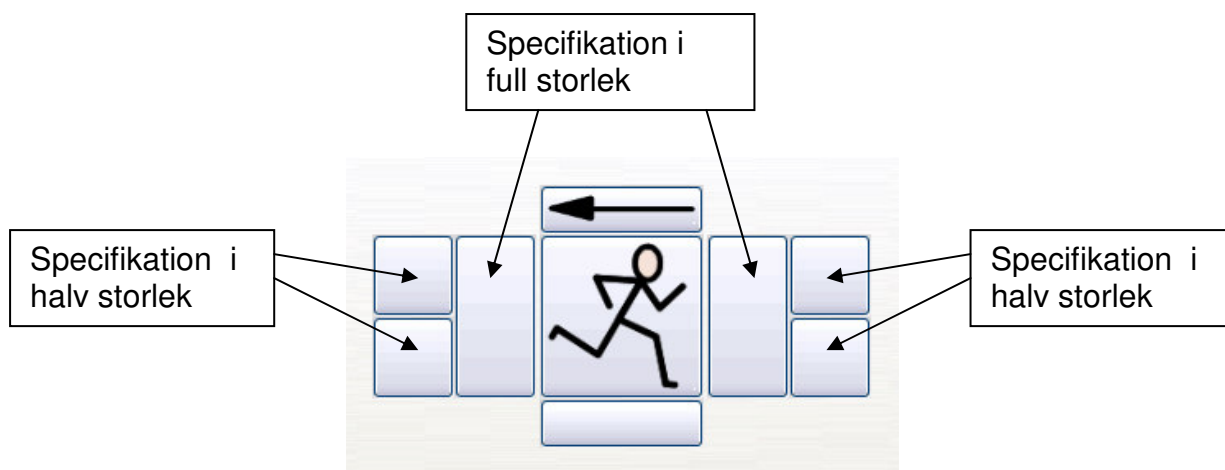 Specifikation i
full storlek
Specifikation i
halv storlek
Specifikation i
halv storlek